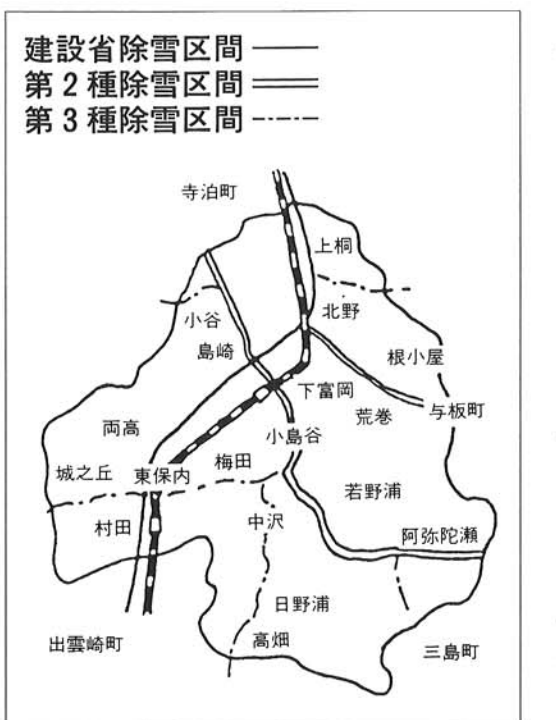 建設省除雪区間
第2種除雪区間
第3種除雪区間
寺泊町
上桐
北野
小谷
島崎
根小屋
下富岡
与板町
荒巻
両高
小島谷
梅田
城之丘
東保内
若野浦
村田
中沢
阿弥陀瀬
日野浦
高畑
出雲崎町
三島町